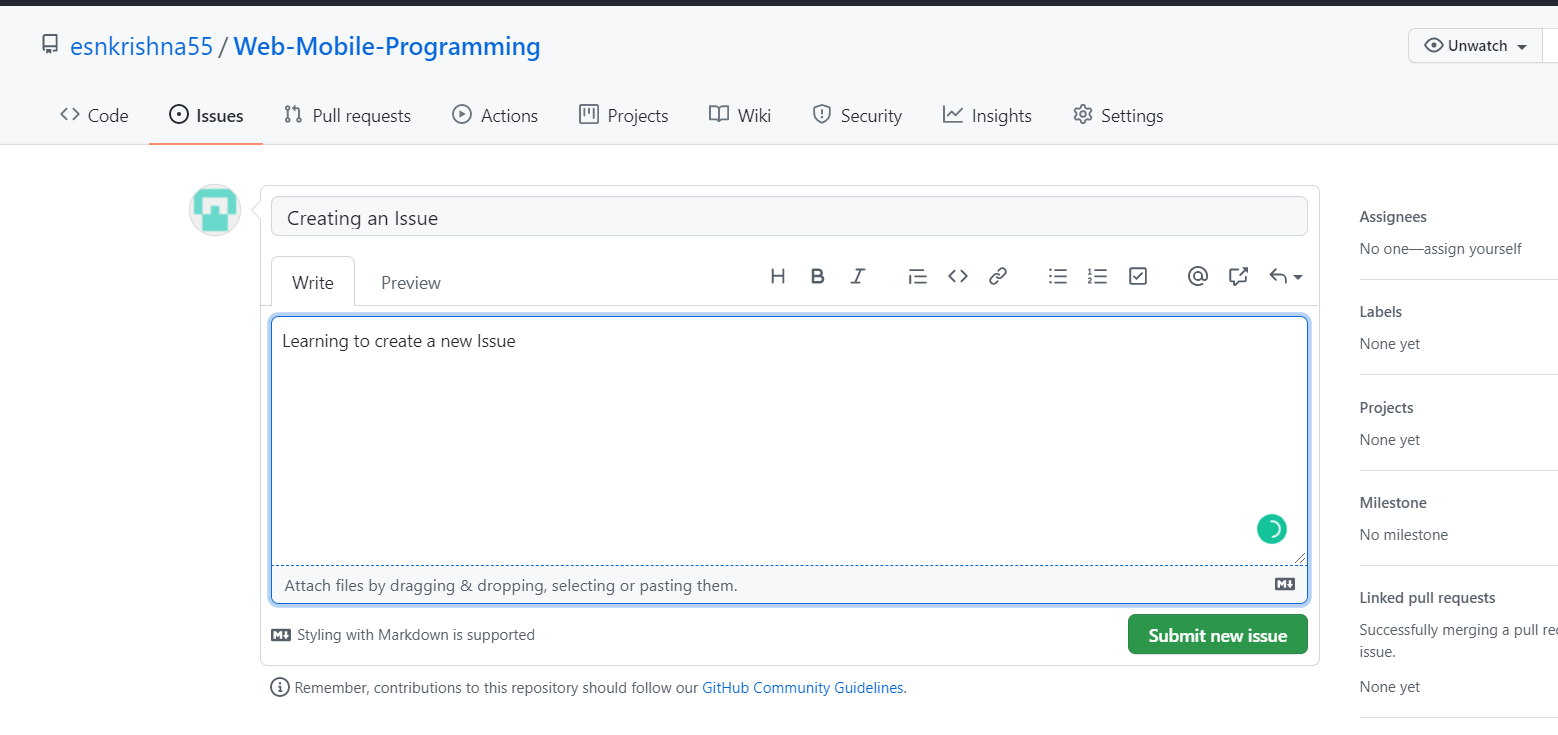 esnkrishna55 / Web-Mobile-Programming
Unwatch
Code Issues Pull requests Actions Projects Wiki Security Insights Settings
Creating an Issue
Write Preview
Learning to create a new Issue
Attach files by dragging & dropping, selecting or pasting them.
Styling with Markdown is supported
Submit new issue
Remember, contributions to this repository should follow our GitHub Community Guidelines.
Assignees
No one—assign yourself
Labels
None yet
Projects
None yet
Milestone
No milestone
Linked pull requests
Successfully merging a pull
issue.
None yet